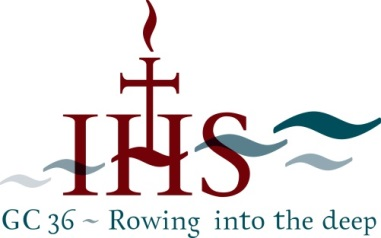 IHS
GC 36 ~ Rowing into the deep